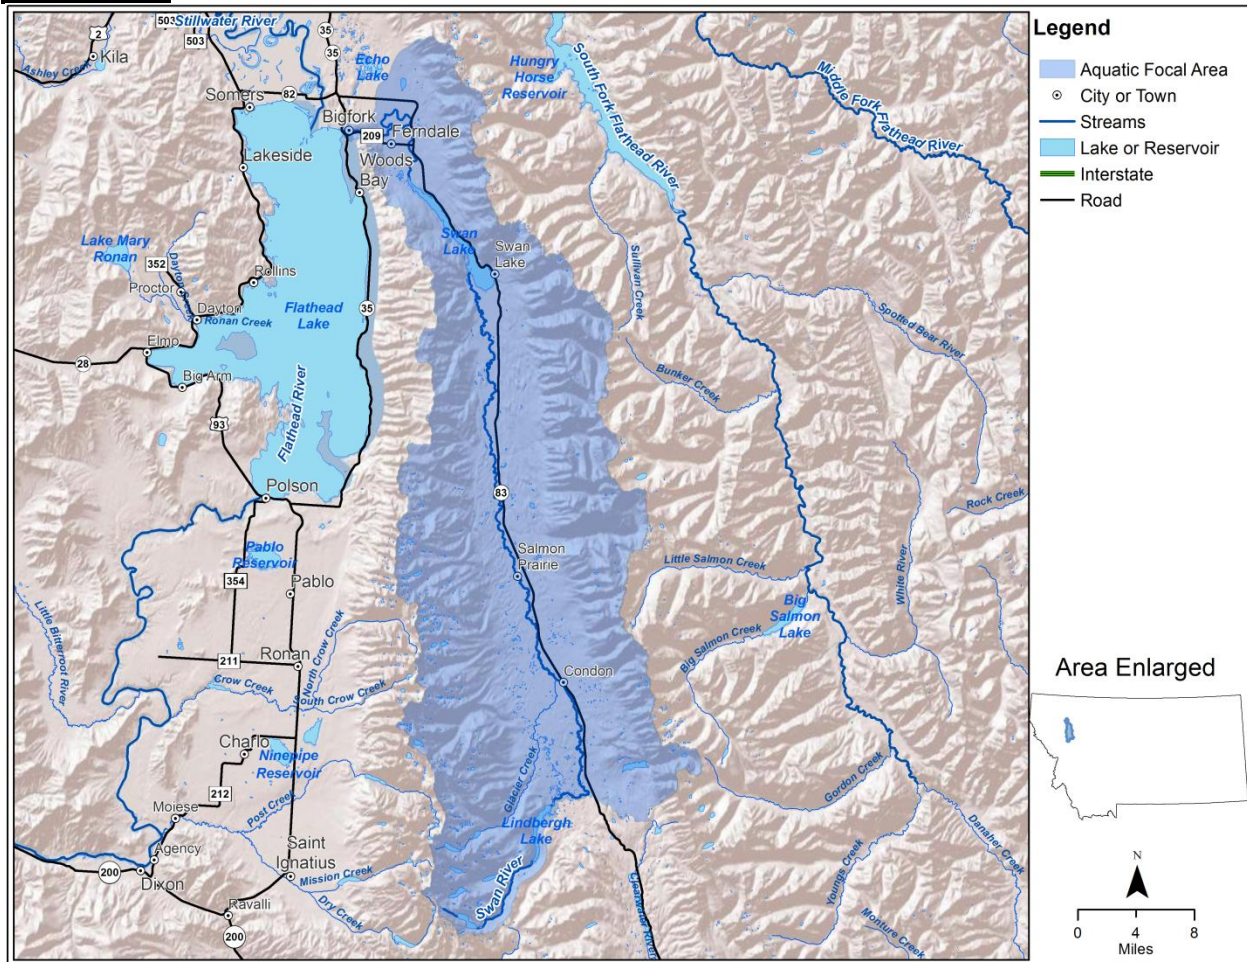 503
Stillwater River
35
2
503
Kila
35
Ashley Creek
Echo
Lake
Hungry
Horse
Reservoir
South Fork Flathead River
Middle Fork Flathead River
Somers
82
Bigfork
209
Ferndale
Woods
Bay
Lakeside
Lake Mary
Ronan
352
Proctor
Dayton Creek
Rollins
Dayton
Ronan Creek
Swan
Lake
Swan
Lake
Sullivan Creek
Flathead
Lake
35
Spotted Bear River
Elmo
28
Big Arm
Bunker Creek
93
Flathead River
Polson
83
Rock Creek
Pablo
Reservoir
354
Pablo
Salmon
Prairie
Little Salmon Creek
White River
Big
Salmon
Lake
Little Bitterroot River
North Crow Creek
Big Salmon Creek
211
Ronan
Crow Creek
South Crow Creek
Condon
Charlo
Ninepipe
Reservoir
212
Post Creek
Glacier Creek
Gordon Creek
Moiese
Lindbergh
Lake
Danaher Creek
Agency
Saint
Ignatius
200
Dixon
Mission Creek
Swan River
Clearwater River
Youngs Creek
Ravalli
Dry Creek
Monture Creek
200
Legend
Aquatic Focal Area
City or Town
Streams
Lake or Reservoir
Interstate
Road
Area Enlarged
N
0 4 8
Miles